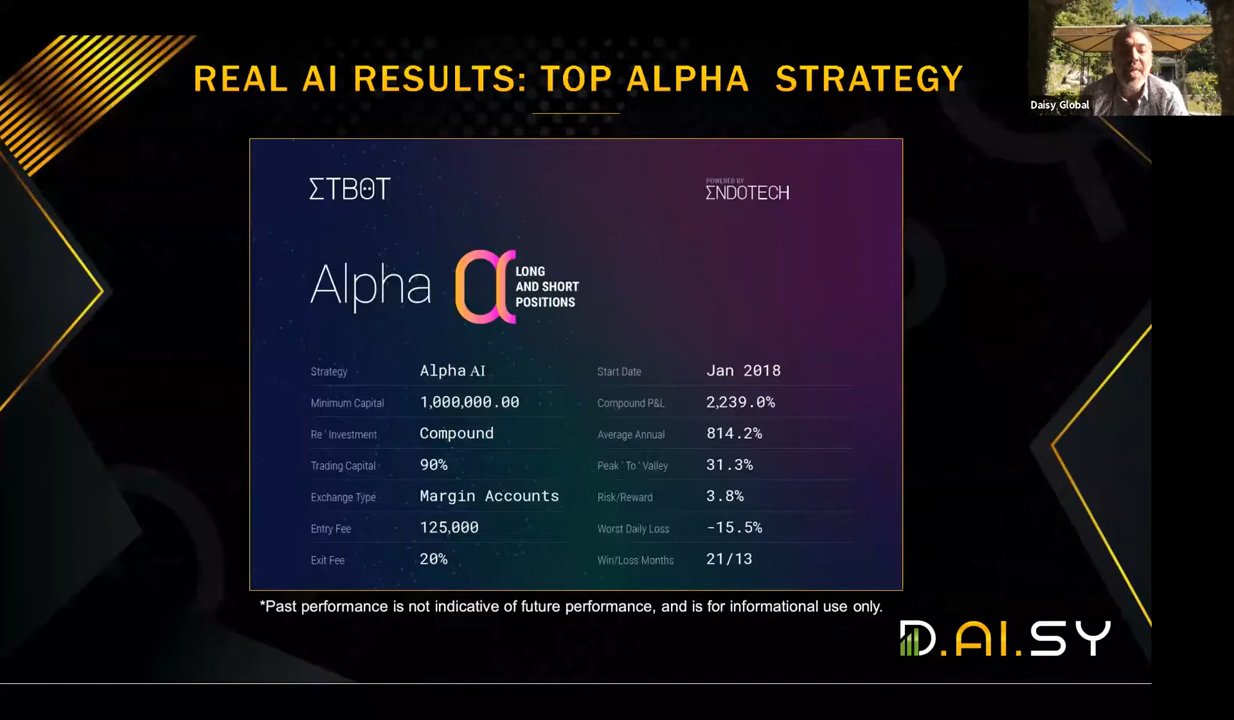 REAL AI RESULTS: TOP ALPHA STRATEGY
Daisy Global
ΣTBOT
POWERED BY
ΣNDOTECH
Alpha
α
LONG
AND SHORT
POSITIONS
Strategy Alpha AI Start Date Jan 2018
Minimum Capital 1,000,000.00 Compound P&L 2,239.0%
Re ' Investment Compound Average Annual 814.2%
Trading Capital 90% Peak ' To ' Valley 31.3%
Exchange Type Margin Accounts Risk/Reward 3.8%
Entry Fee 125,000 Worst Daily Loss -15.5%
Exit Fee 20% Win/Loss Months 21/13
*Past performance is not indicative of future performance, and is for informational use only.
D.AI.SY